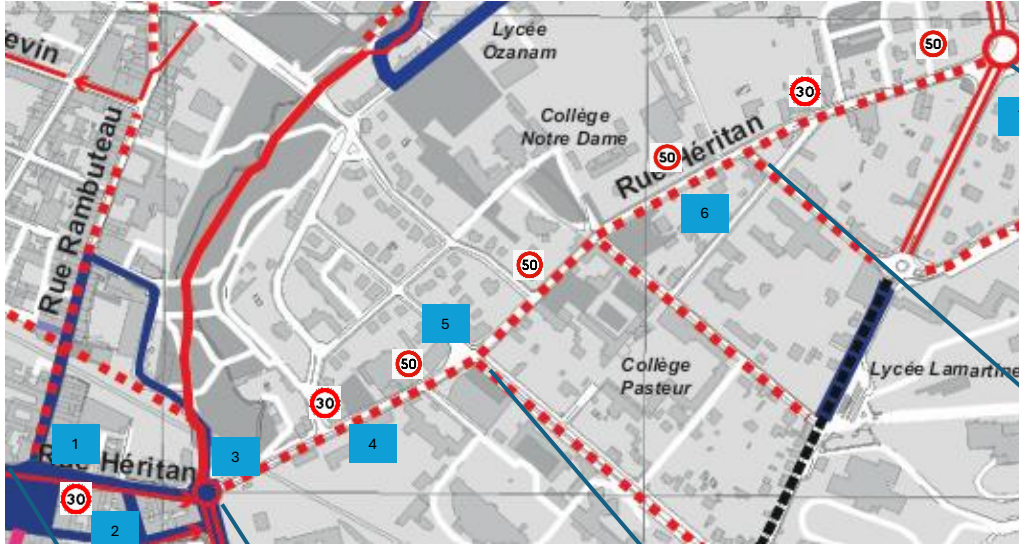 Lycée
Ozanam
evin
50
30
Collège
Notre Dame
Rue Rambuteau
50
Rue Héritan
6
50
5
50
Collège
Pasteur
Lycée Lamartine
30
1
3
4
Rue Héritan
30
2